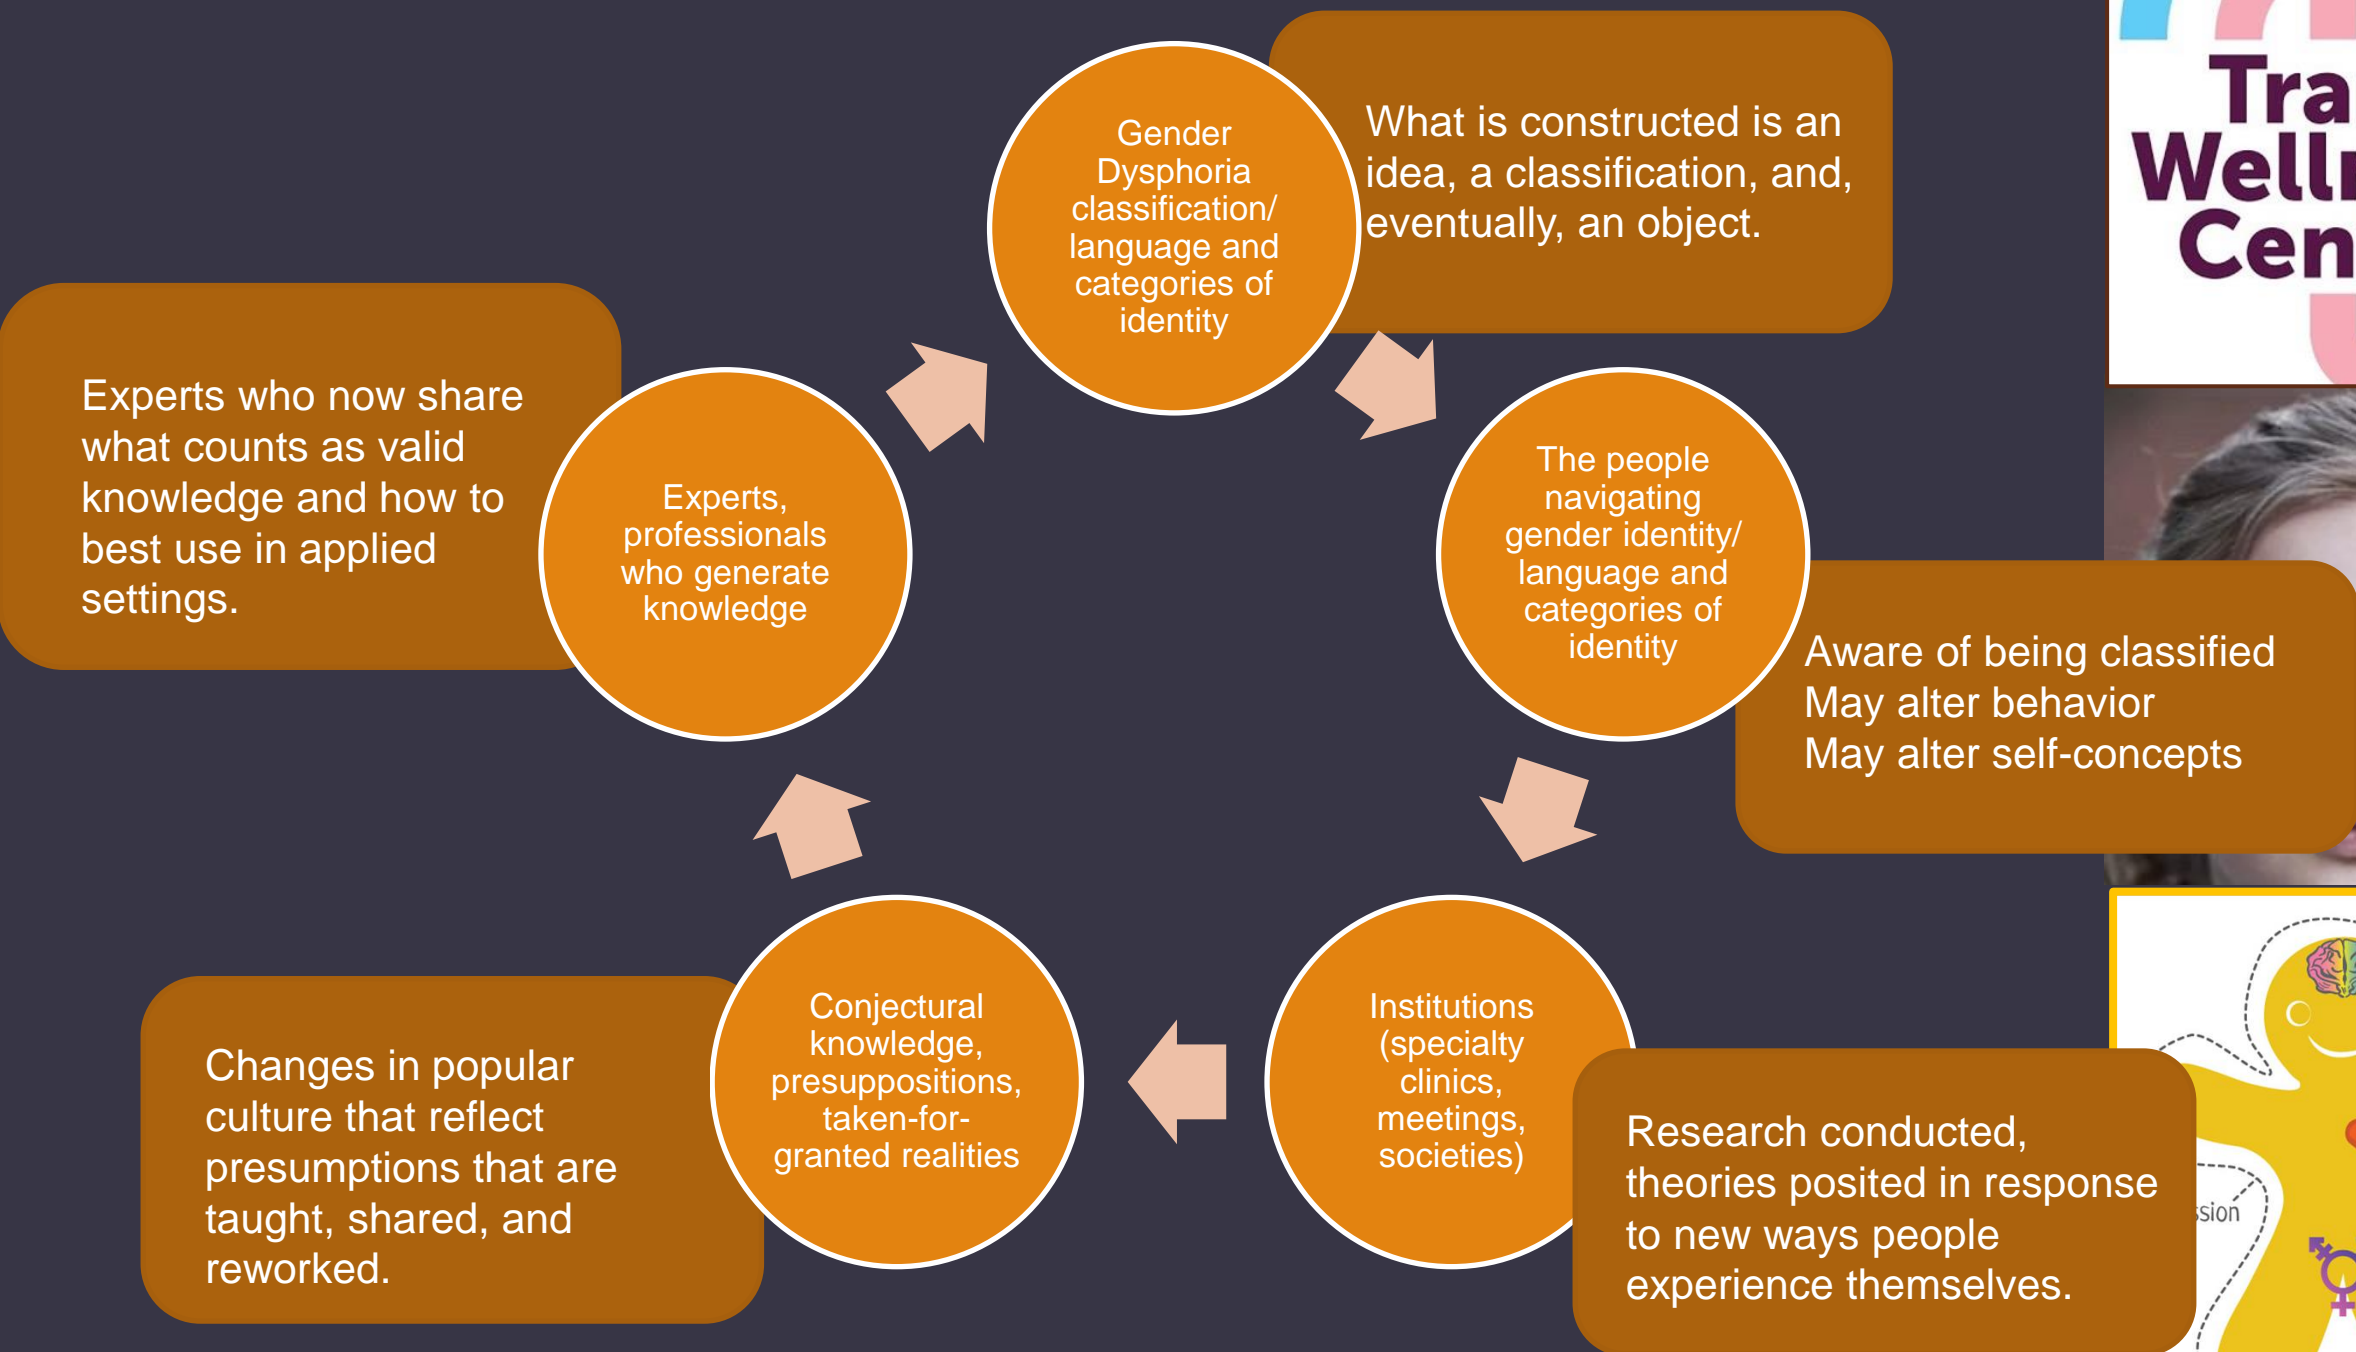 Gender
Dysphoria
classification/
language and
categories of
identity
What is constructed is an
idea, a classification, and,
eventually, an object.
The people
navigating
gender identity/
language and
categories of
identity
Aware of being classified
May alter behavior
May alter self-concepts
Institutions
(specialty
clinics,
meetings,
societies)
Research conducted,
theories posited in response
to new ways people
experience themselves.
Conjectural
knowledge,
presuppositions,
taken-for-
granted realities
Changes in popular
culture that reflect
presumptions that are
taught, shared, and
reworked.
Experts,
professionals
who generate
knowledge
Experts who now share
what counts as valid
knowledge and how to
best use in applied
settings.
Tra
Well
Cen
ssion